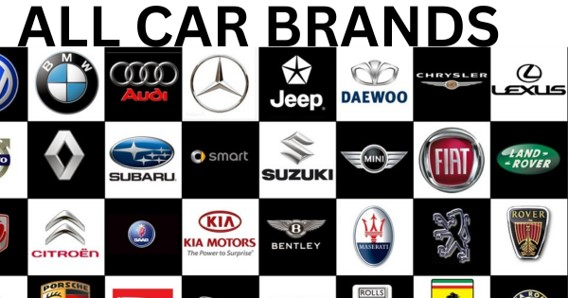 ALL CAR BRANDS
BMW
Audi
Jeep
DAEWOO
CHRYSLER
LEXUS
SUBARU
smart
SUZUKI
MINI
FIAT
LAND-
ROVER
CITROËN
SAAB
KIA
KIA MOTORS
The Power to Surprise
B
BENTLEY
MASERATI
ROVER
PORSCHE
ROLLS